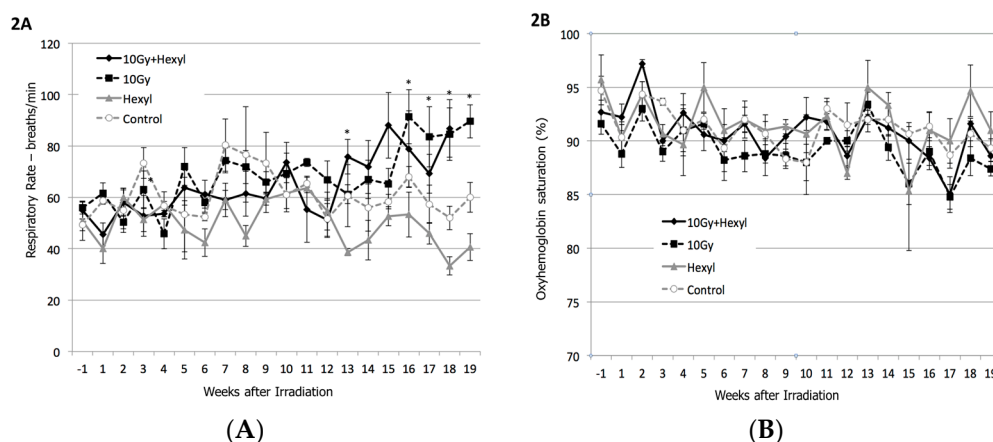 2A
Respiratory Rate – breaths/min
120
100
80
60
40
20
0
10Gy+Hexyl
10Gy
Hexyl
Control
*
*
*
*
*
*
-1 1 2 3 4 5 6 7 8 9 10 11 12 13 14 15 16 17 18 19
Weeks after Irradiation
(A)
2B
Oxyhemoglobin saturation (%)
100
95
90
85
80
75
70
10Gy+Hexyl
10Gy
Hexyl
Control
-1 1 2 3 4 5 6 7 8 9 10 11 12 13 14 15 16 17 18 19
Weeks after Irradiation
(B)